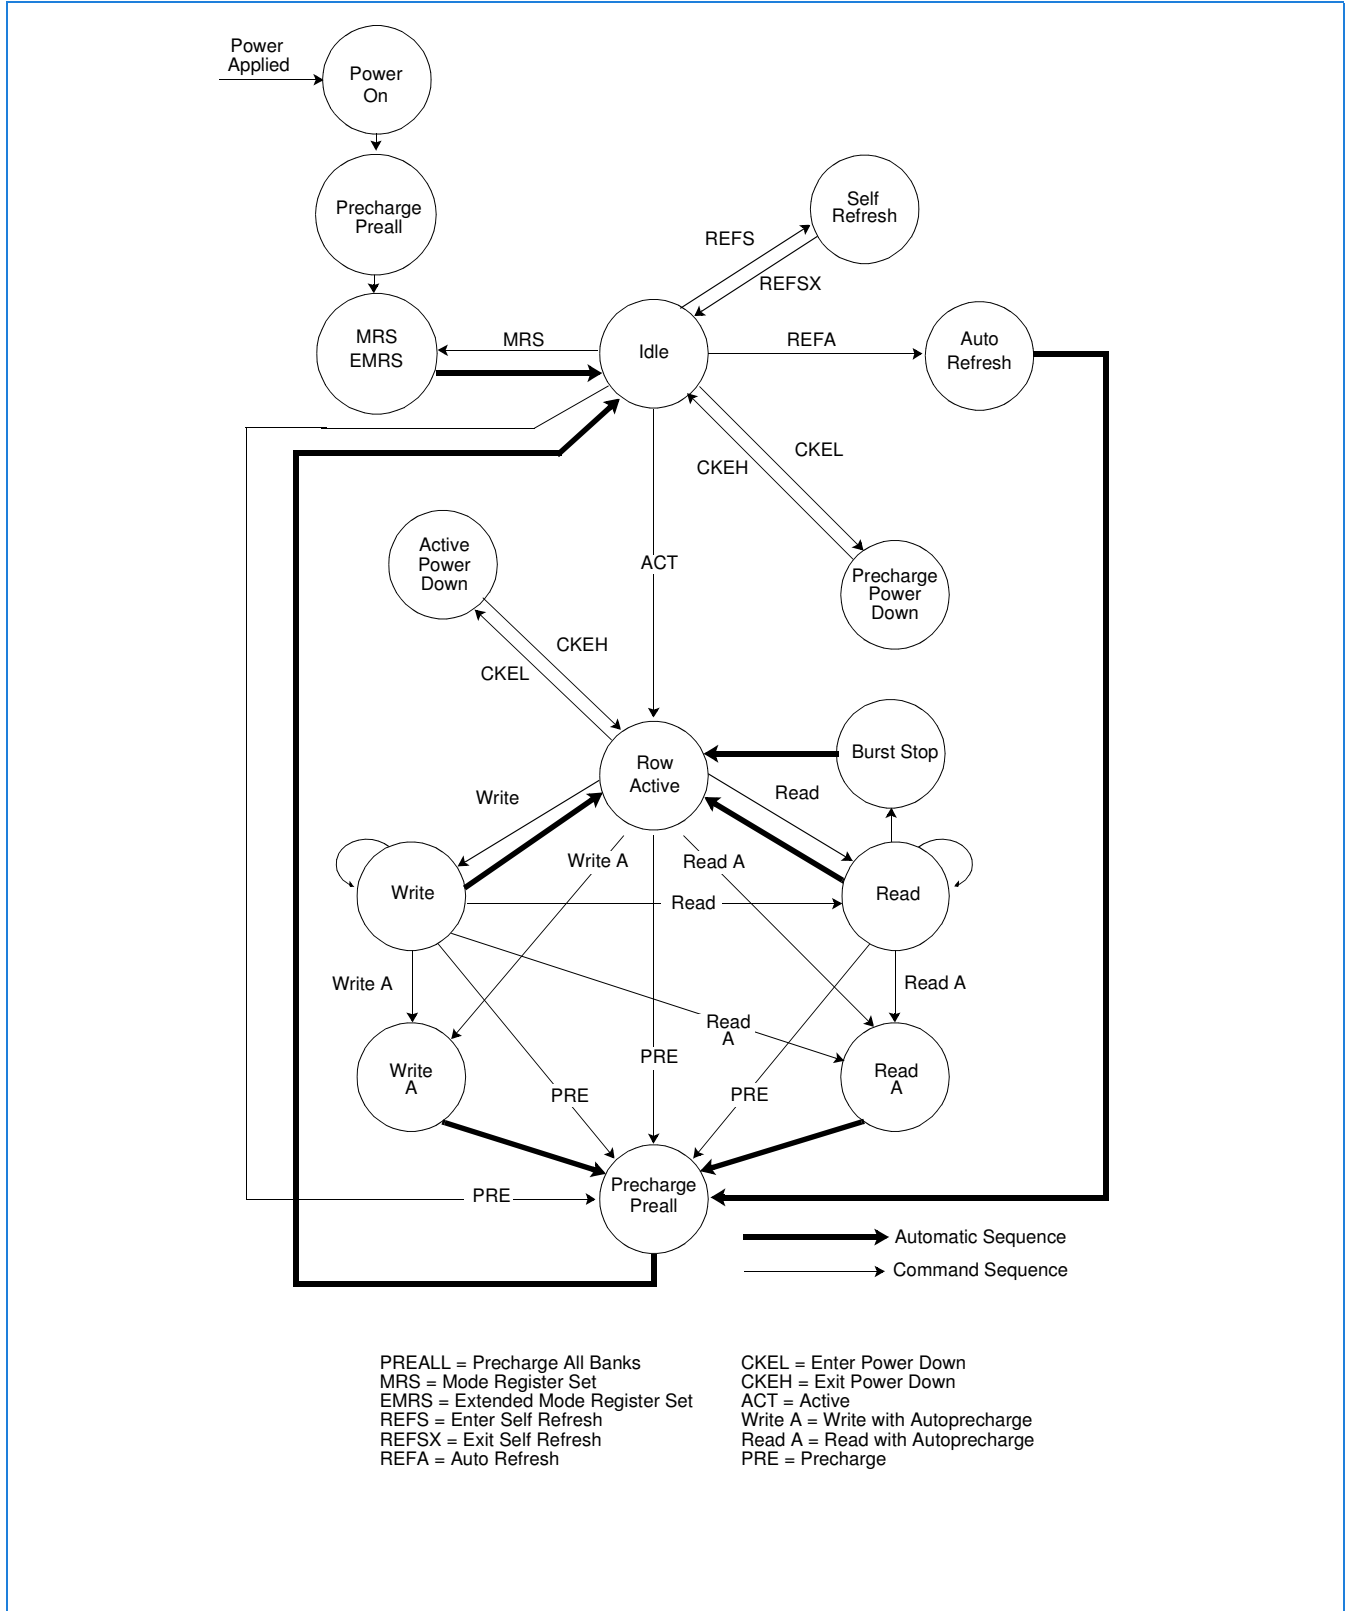 Power
Applied
Power
On
Precharge
Preall
Self
Refresh
REFS
REFSX
MRS
EMRS
MRS
Idle
REFA
Auto
Refresh
CKEL
CKEH
Active
Power
Down
ACT
Precharge
Power
Down
CKEH
CKEL
Row
Active
Burst Stop
Write
Read
Write A
Read A
Write
Read
Read
Write A
Read A
Read
A
Write
A
PRE
Read
A
PRE
PRE
Precharge
Preall
PRE
Automatic Sequence
Command Sequence
PREALL = Precharge All Banks
MRS = Mode Register Set
EMRS = Extended Mode Register Set
REFS = Enter Self Refresh
REFSX = Exit Self Refresh
REFA = Auto Refresh
CKEL = Enter Power Down
CKEH = Exit Power Down
ACT = Active
Write A = Write with Autoprecharge
Read A = Read with Autoprecharge
PRE = Precharge